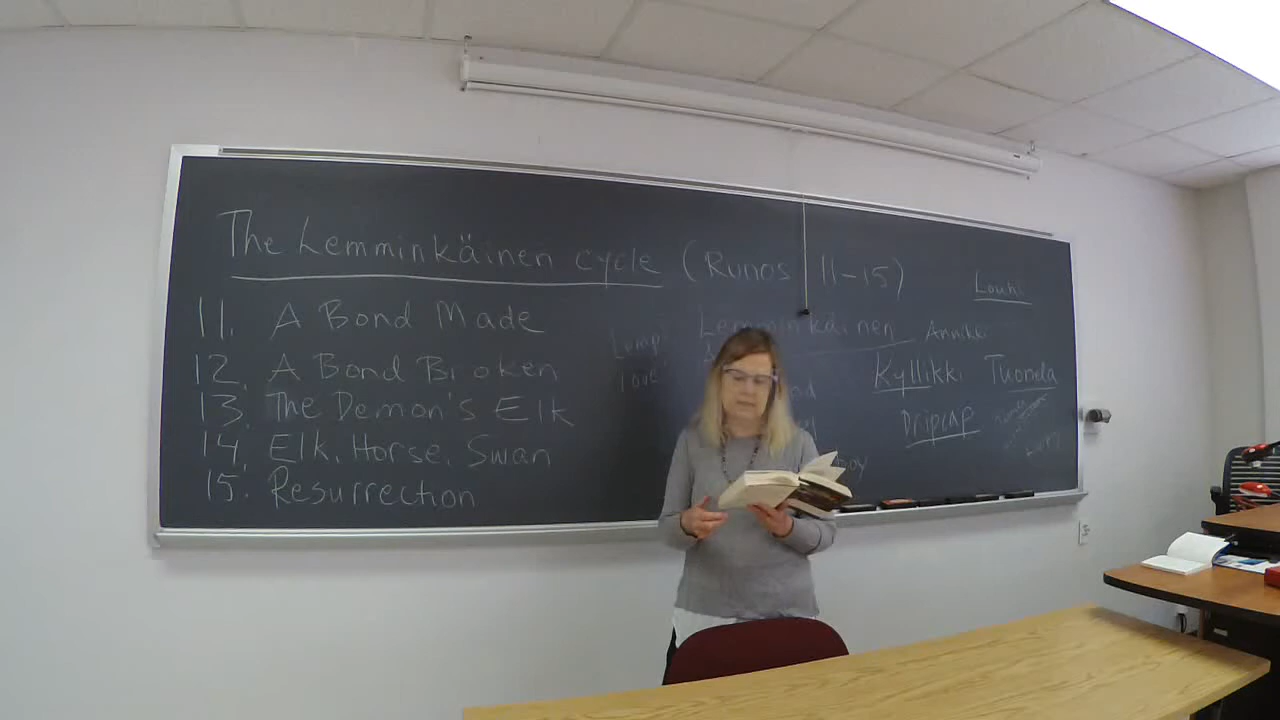 The Lemminkäinen cycle (Runos 11-15)
11. A Bond Made
12. A Bond Broken
13. The Demon's Elk
14. Elk, Horse, Swan
15. Resurrection
Louhi
Lemminkäinen
Annikki
Kyllikki
Tuonela
Dripcap